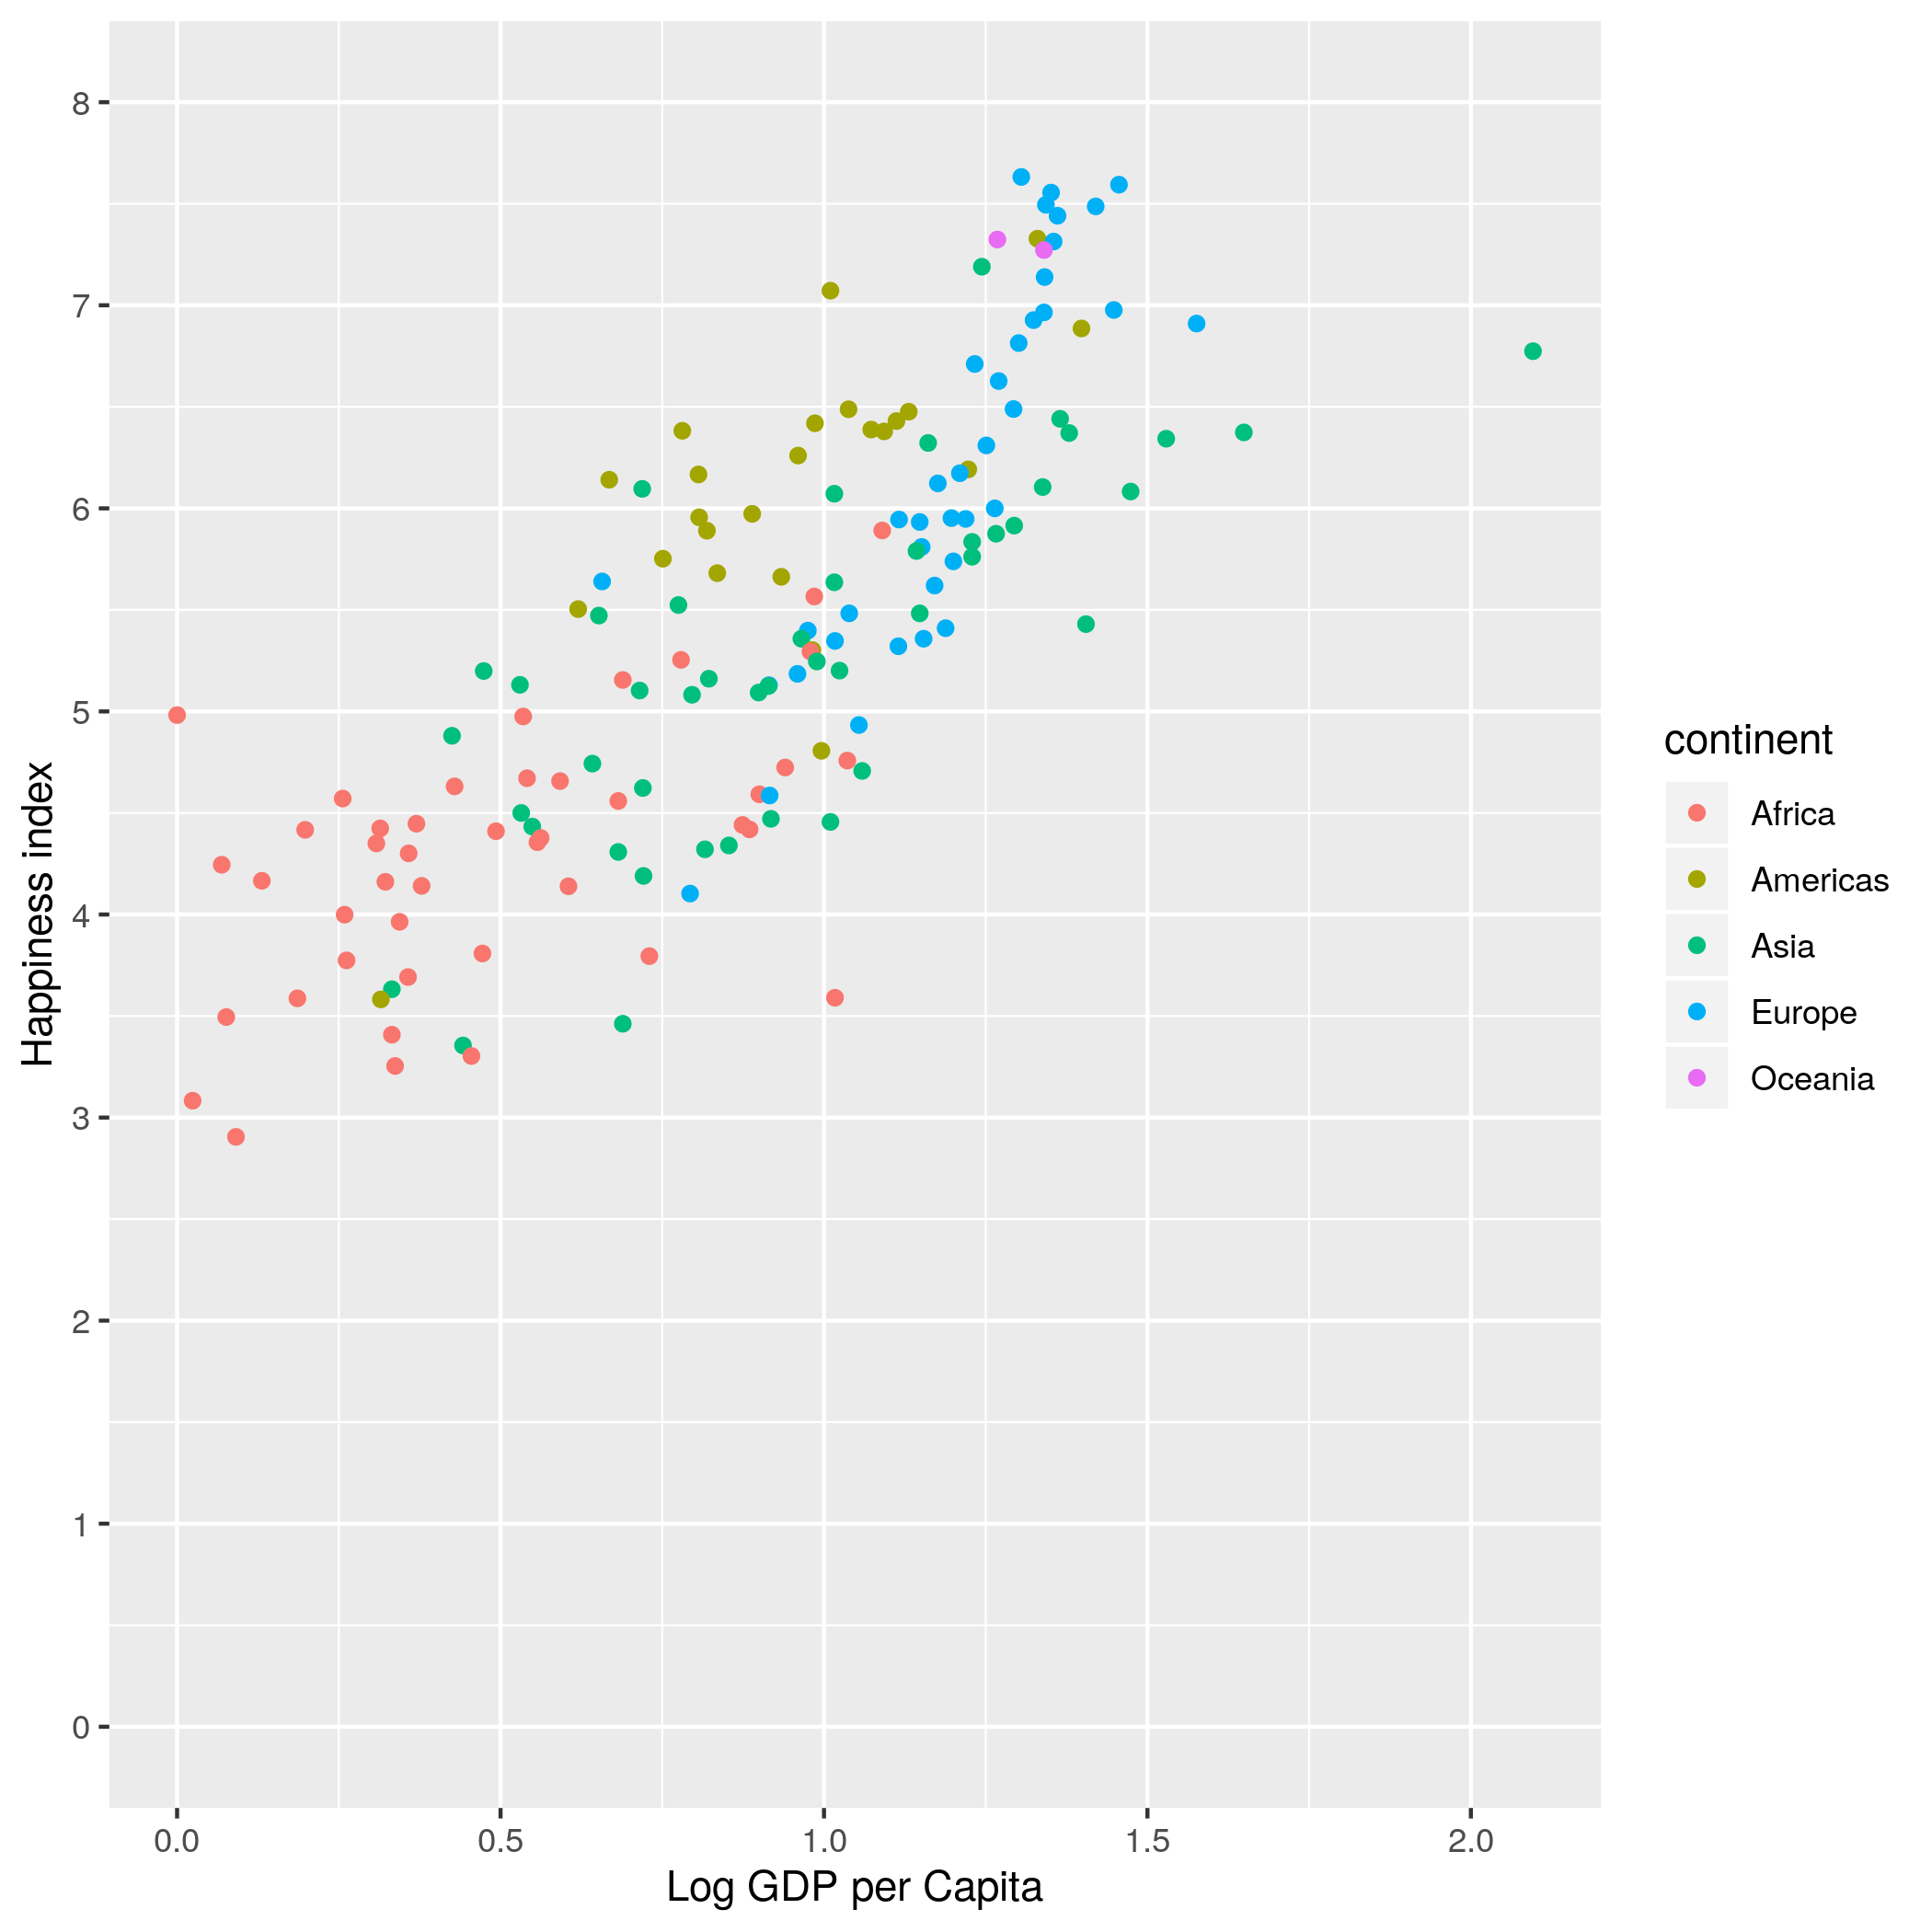 8
7
6
5
4
3
2
1
0
Happiness index
0.0 0.5 1.0 1.5 2.0
Log GDP per Capita
continent
Africa
Americas
Asia
Europe
Oceania